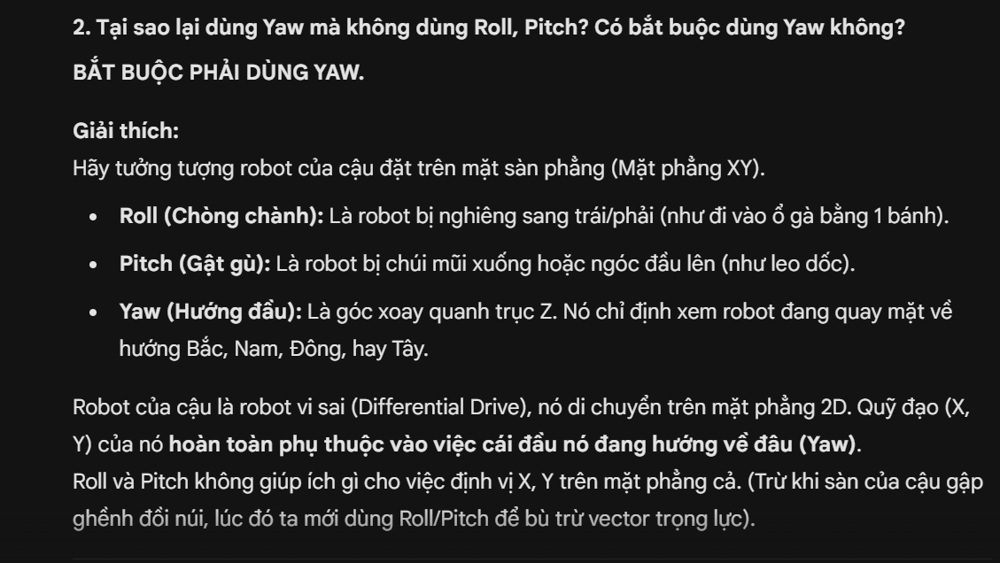 2. Tại sao lại dùng Yaw mà không dùng Roll, Pitch? Có bắt buộc dùng Yaw không?
BẮT BUỘC PHẢI DÙNG YAW.
Giải thích:
Hãy tưởng tượng robot của cậu đặt trên mặt sàn phẳng (Mặt phẳng XY).
• Roll (Chòng chành): Là robot bị nghiêng sang trái/phải (như đi vào ổ gà bằng 1 bánh).
• Pitch (Gật gù): Là robot bị chúi mũi xuống hoặc ngóc đầu lên (như leo dốc).
• Yaw (Hướng đầu): Là góc xoay quanh trục Z. Nó chỉ định xem robot đang quay mặt về
hướng Bắc, Nam, Đông, hay Tây.
Robot của cậu là robot vi sai (Differential Drive), nó di chuyển trên mặt phẳng 2D. Quỹ đạo (X,
Y) của nó hoàn toàn phụ thuộc vào việc cái đầu nó đang hướng về đâu (Yaw).
Roll và Pitch không giúp ích gì cho việc định vị X, Y trên mặt phẳng cả. (Trừ khi sàn của cậu gập
ghềnh đồi núi, lúc đó ta mới dùng Roll/Pitch để bù trừ vector trọng lực).